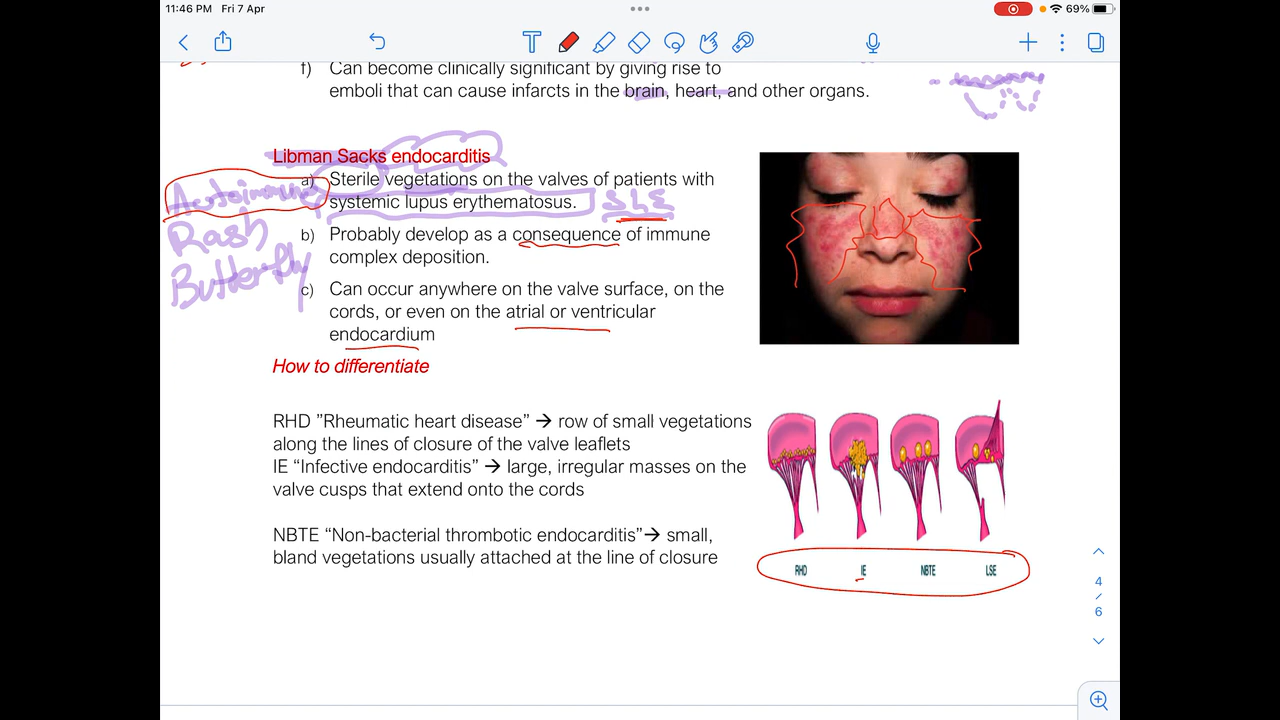 11:46 PM Fri 7 Apr
69%
f) Can become clinically significant by giving rise to
emboli that can cause infarcts in the brain, heart, and other organs.
Libman Sacks endocarditis
a) Sterile vegetations on the valves of patients with
systemic lupus erythematosus. SLE
Autoimmune
Rash
Butterfly
b) Probably develop as a consequence of immune
complex deposition.
c) Can occur anywhere on the valve surface, on the
cords, or even on the atrial or ventricular
endocardium
How to differentiate
RHD "Rheumatic heart disease" → row of small vegetations
along the lines of closure of the valve leaflets
IE "Infective endocarditis" → large, irregular masses on the
valve cusps that extend onto the cords
NBTE "Non-bacterial thrombotic endocarditis"→ small,
bland vegetations usually attached at the line of closure
RHD IE NBTE LSE
4
/
6